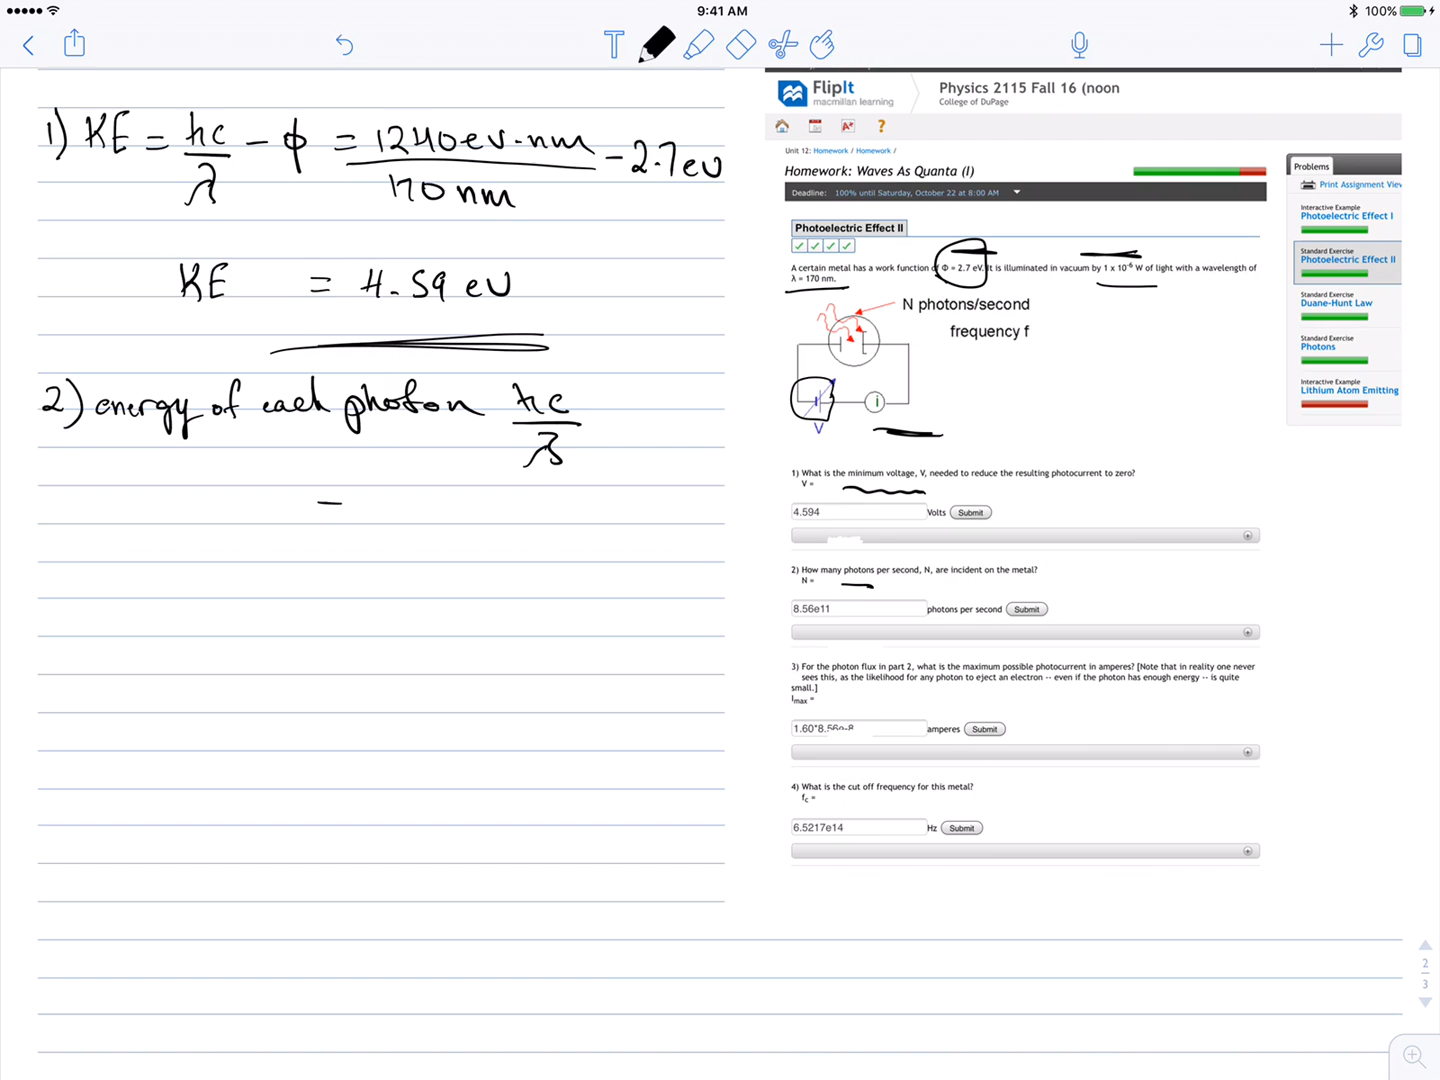 9:41 AM
100%
T
1) KE = hc/λ - ϕ = 1240 ev·nm/170 nm - 2.7 ev
KE = 4.59 eV
2) energy of each photon hc/λ
=
FlipIt
macmillan learning
Physics 2115 Fall 16 (noon
College of DuPage
A+
?
Unit 12: Homework / Homework /
Homework: Waves As Quanta (I)
Deadline: 100% until Saturday, October 22 at 8:00 AM
Photoelectric Effect II
A certain metal has a work function of Φ = 2.7 eV. It is illuminated in vacuum by 1 x 10⁻⁶ W of light with a wavelength of
λ = 170 nm.
N photons/second
frequency f
i
V
1) What is the minimum voltage, V, needed to reduce the resulting photocurrent to zero?
V =
4.594 Volts Submit
2) How many photons per second, N, are incident on the metal?
N =
8.56e11 photons per second Submit
3) For the photon flux in part 2, what is the maximum possible photocurrent in amperes? [Note that in reality one never
sees this, as the likelihood for any photon to eject an electron -- even if the photon has enough energy -- is quite
small.]
Imax =
1.60*8.56e-8 amperes Submit
4) What is the cut off frequency for this metal?
fc =
6.5217e14 Hz Submit
Problems
Print Assignment View
Interactive Example
Photoelectric Effect I
Standard Exercise
Photoelectric Effect II
Standard Exercise
Duane-Hunt Law
Standard Exercise
Photons
Interactive Example
Lithium Atom Emitting
2
3